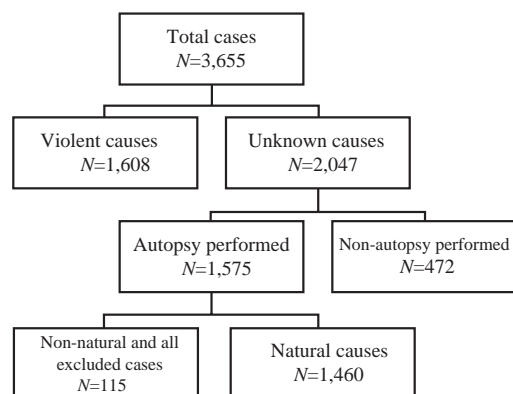 Total cases
N=3,655
Violent causes
N=1,608
Unknown causes
N=2,047
Autopsy performed
N=1,575
Non-autopsy performed
N=472
Non-natural and all
excluded cases
N=115
Natural causes
N=1,460